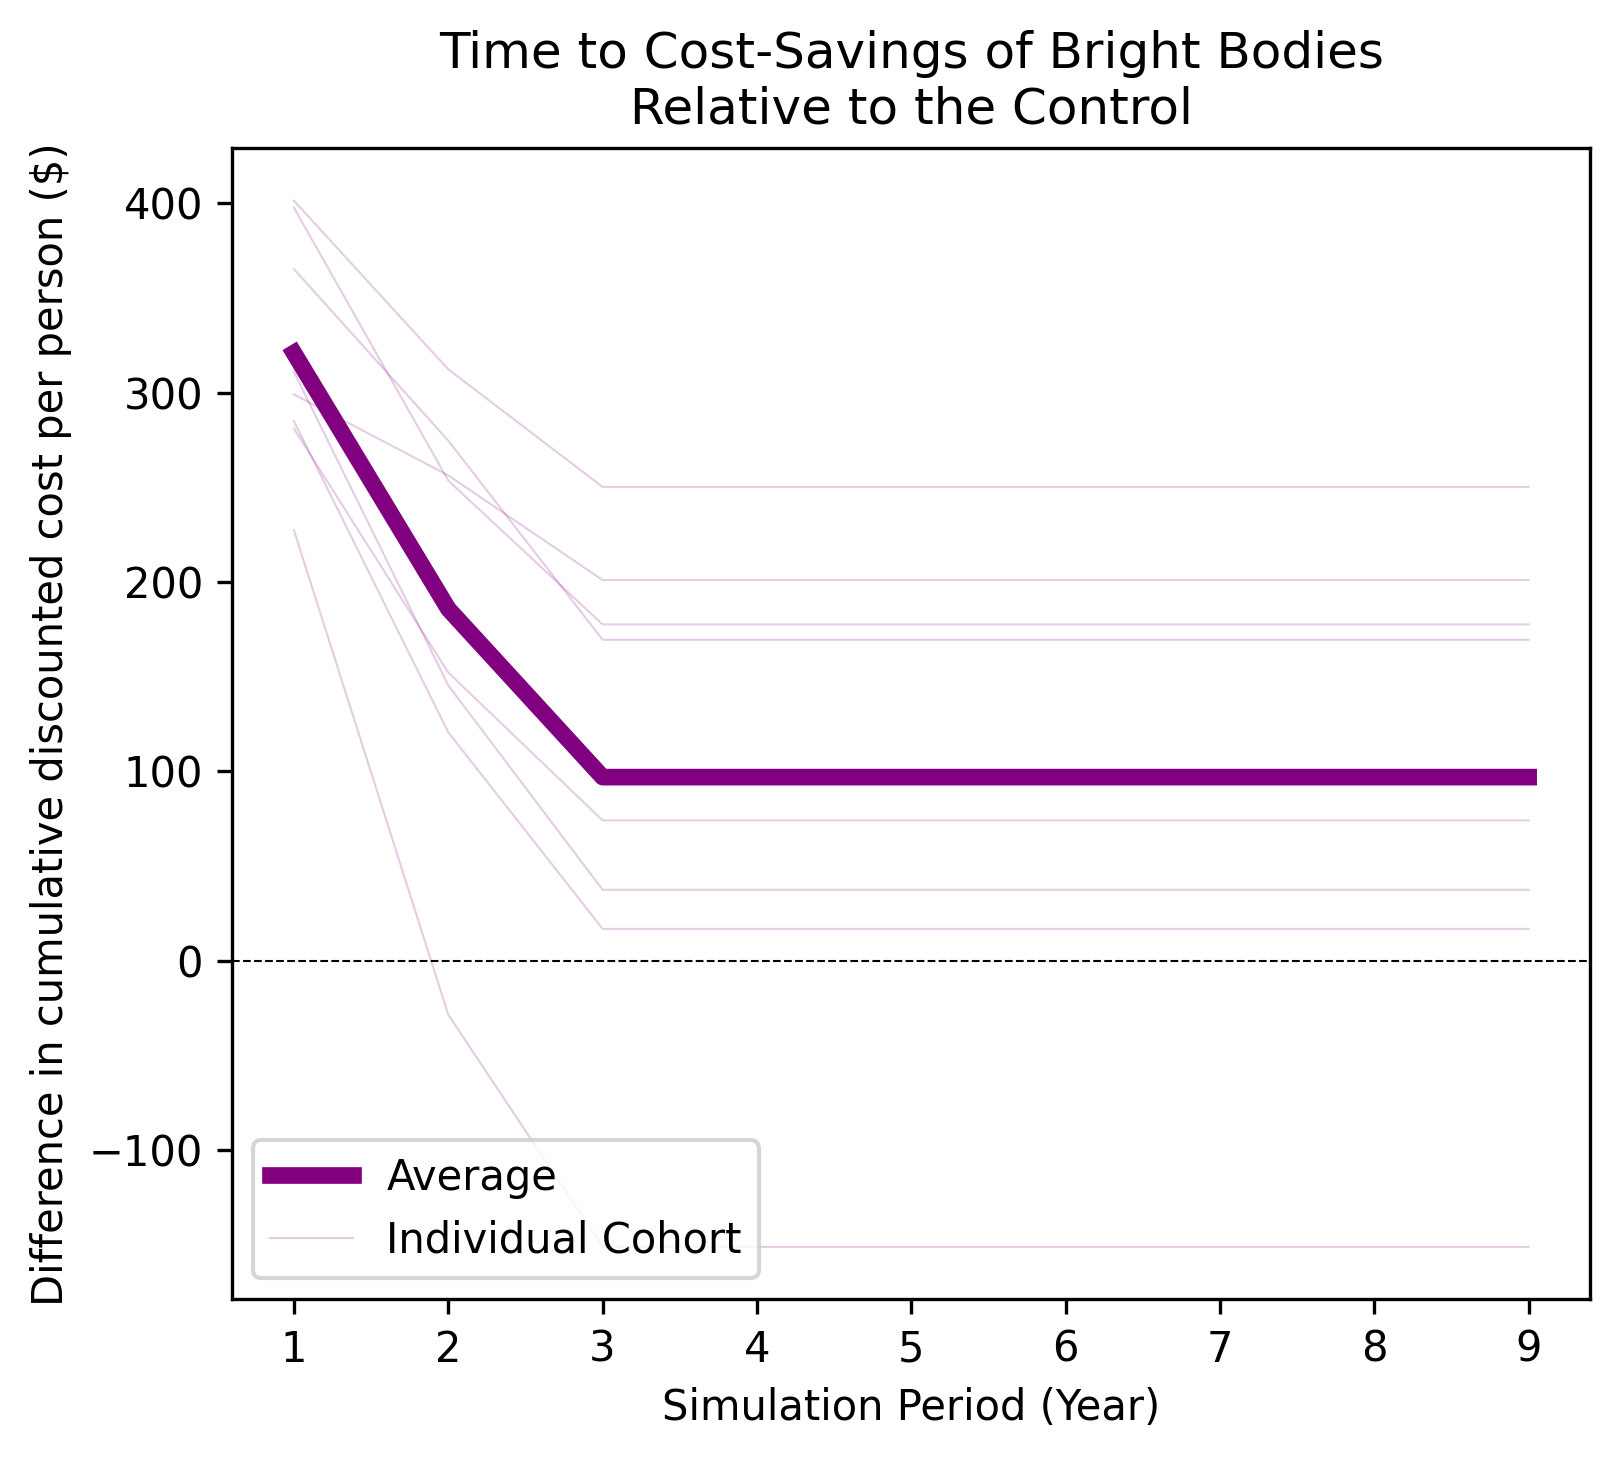 Time to Cost-Savings of Bright Bodies
Relative to the Control
Difference in cumulative discounted cost per person ($)
400
300
200
100
0
−100
Average
Individual Cohort
1 2 3 4 5 6 7 8 9
Simulation Period (Year)